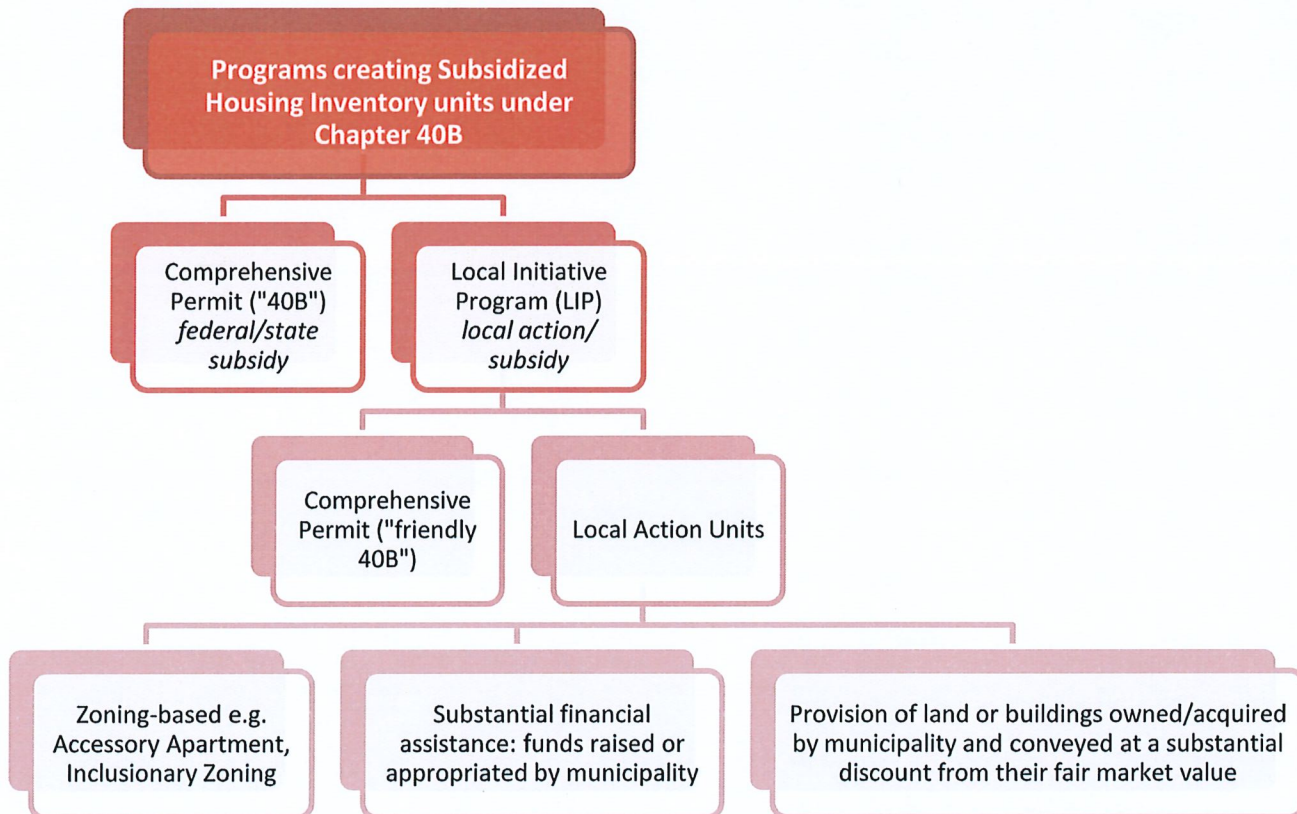 Programs creating Subsidized
Housing Inventory units under
Chapter 40B
Comprehensive
Permit ("40B")
federal/state
subsidy
Local Initiative
Program (LIP)
local action/
subsidy
Comprehensive
Permit ("friendly
40B")
Local Action Units
Zoning-based e.g.
Accessory Apartment,
Inclusionary Zoning
Substantial financial
assistance: funds raised or
appropriated by municipality
Provision of land or buildings owned/acquired
by municipality and conveyed at a substantial
discount from their fair market value